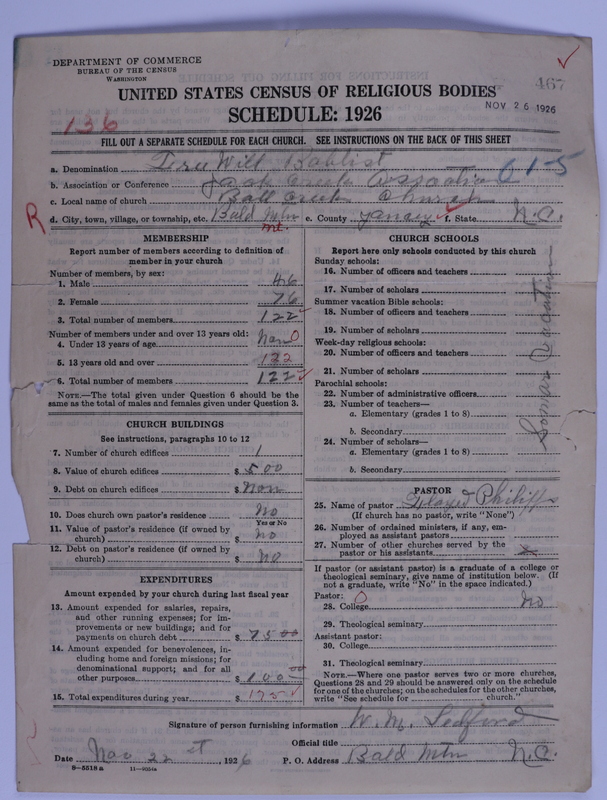 DEPARTMENT OF COMMERCE
BUREAU OF THE CENSUS
WASHINGTON
467
UNITED STATES CENSUS OF RELIGIOUS BODIES
NOV 26 1926
SCHEDULE: 1926
136
FILL OUT A SEPARATE SCHEDULE FOR EACH CHURCH. SEE INSTRUCTIONS ON THE BACK OF THIS SHEET
a. Denomination Free Will Baptist
61-5
b. Association or Conference Jack Creek Association
c. Local name of church Ball Creek Church
R
d. City, town, village, or township, etc. Bald Mtn e. County Yancey f. State N.C.
mt.
MEMBERSHIP
Report number of members according to definition of member in your church
Number of members, by sex:
1. Male 46
2. Female 76
3. Total number of members 122
Number of members under and over 13 years old:
4. Under 13 years of age Non 0
5. 13 years old and over 122
6. Total number of members 122
NOTE.—The total given under Question 6 should be the same as the total of males and females given under Question 3.
CHURCH BUILDINGS
See instructions, paragraphs 10 to 12
7. Number of church edifices 1
8. Value of church edifices $ 500
9. Debt on church edifices $ Non
10. Does church own pastor's residence No
Yes or No
11. Value of pastor's residence (if owned by church) $ no
12. Debt on pastor's residence (if owned by church) $ No
EXPENDITURES
Amount expended by your church during last fiscal year
13. Amount expended for salaries, repairs, and other running expenses; for improvements or new buildings; and for payments on church debt $ 75 00
14. Amount expended for benevolences, including home and foreign missions; for denominational support; and for all other purposes $ 100 00
15. Total expenditures during year $ 175
CHURCH SCHOOLS
Report here only schools conducted by this church
Sunday schools:
16. Number of officers and teachers
17. Number of scholars
Summer vacation Bible schools:
18. Number of officers and teachers
19. Number of scholars
Week-day religious schools:
20. Number of officers and teachers
21. Number of scholars
Parochial schools:
22. Number of administrative officers
23. Number of teachers—
a. Elementary (grades 1 to 8)
b. Secondary
24. Number of scholars—
a. Elementary (grades 1 to 8)
b. Secondary
PASTOR
25. Name of pastor Philipps
(If church has no pastor, write "None")
26. Number of ordained ministers, if any, employed as assistant pastors
27. Number of other churches served by the pastor or his assistants
If pastor (or assistant pastor) is a graduate of a college or theological seminary, give name of institution below. (If not a graduate, write "No" in the space indicated.)
Pastor:
28. College No
29. Theological seminary
Assistant pastor:
30. College
31. Theological seminary
NOTE.—Where one pastor serves two or more churches, Questions 28 and 29 should be answered only on the schedule for one of the churches; on the schedules for the other churches, write "See schedule for church."
Signature of person furnishing information W. M. Ledford
Official title
Date Nov 22 st, 1926 P. O. Address Bald Mtn N.C.
8-5518 a 11-9034a